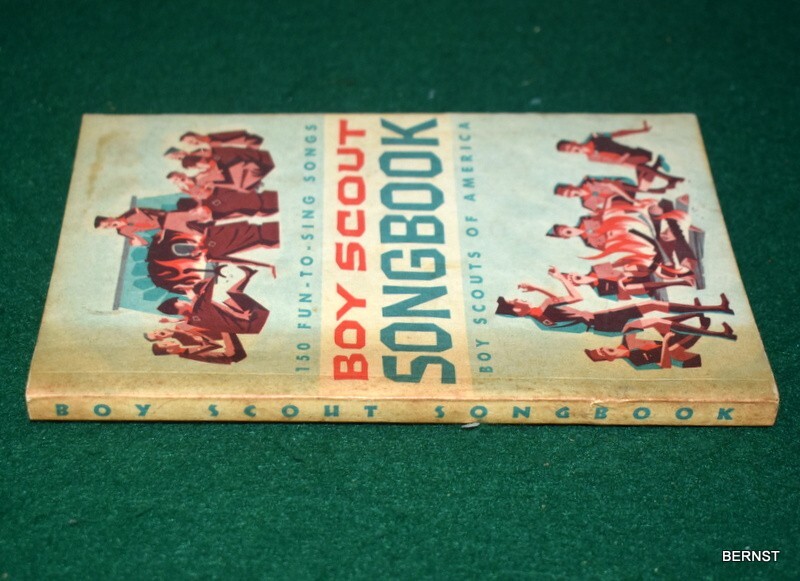 150 FUN-TO-SING SONGS
BOY SCOUT
SONGBOOK
BOY SCOUTS OF AMERICA
BOY SCOUT SONGBOOK
BERNST